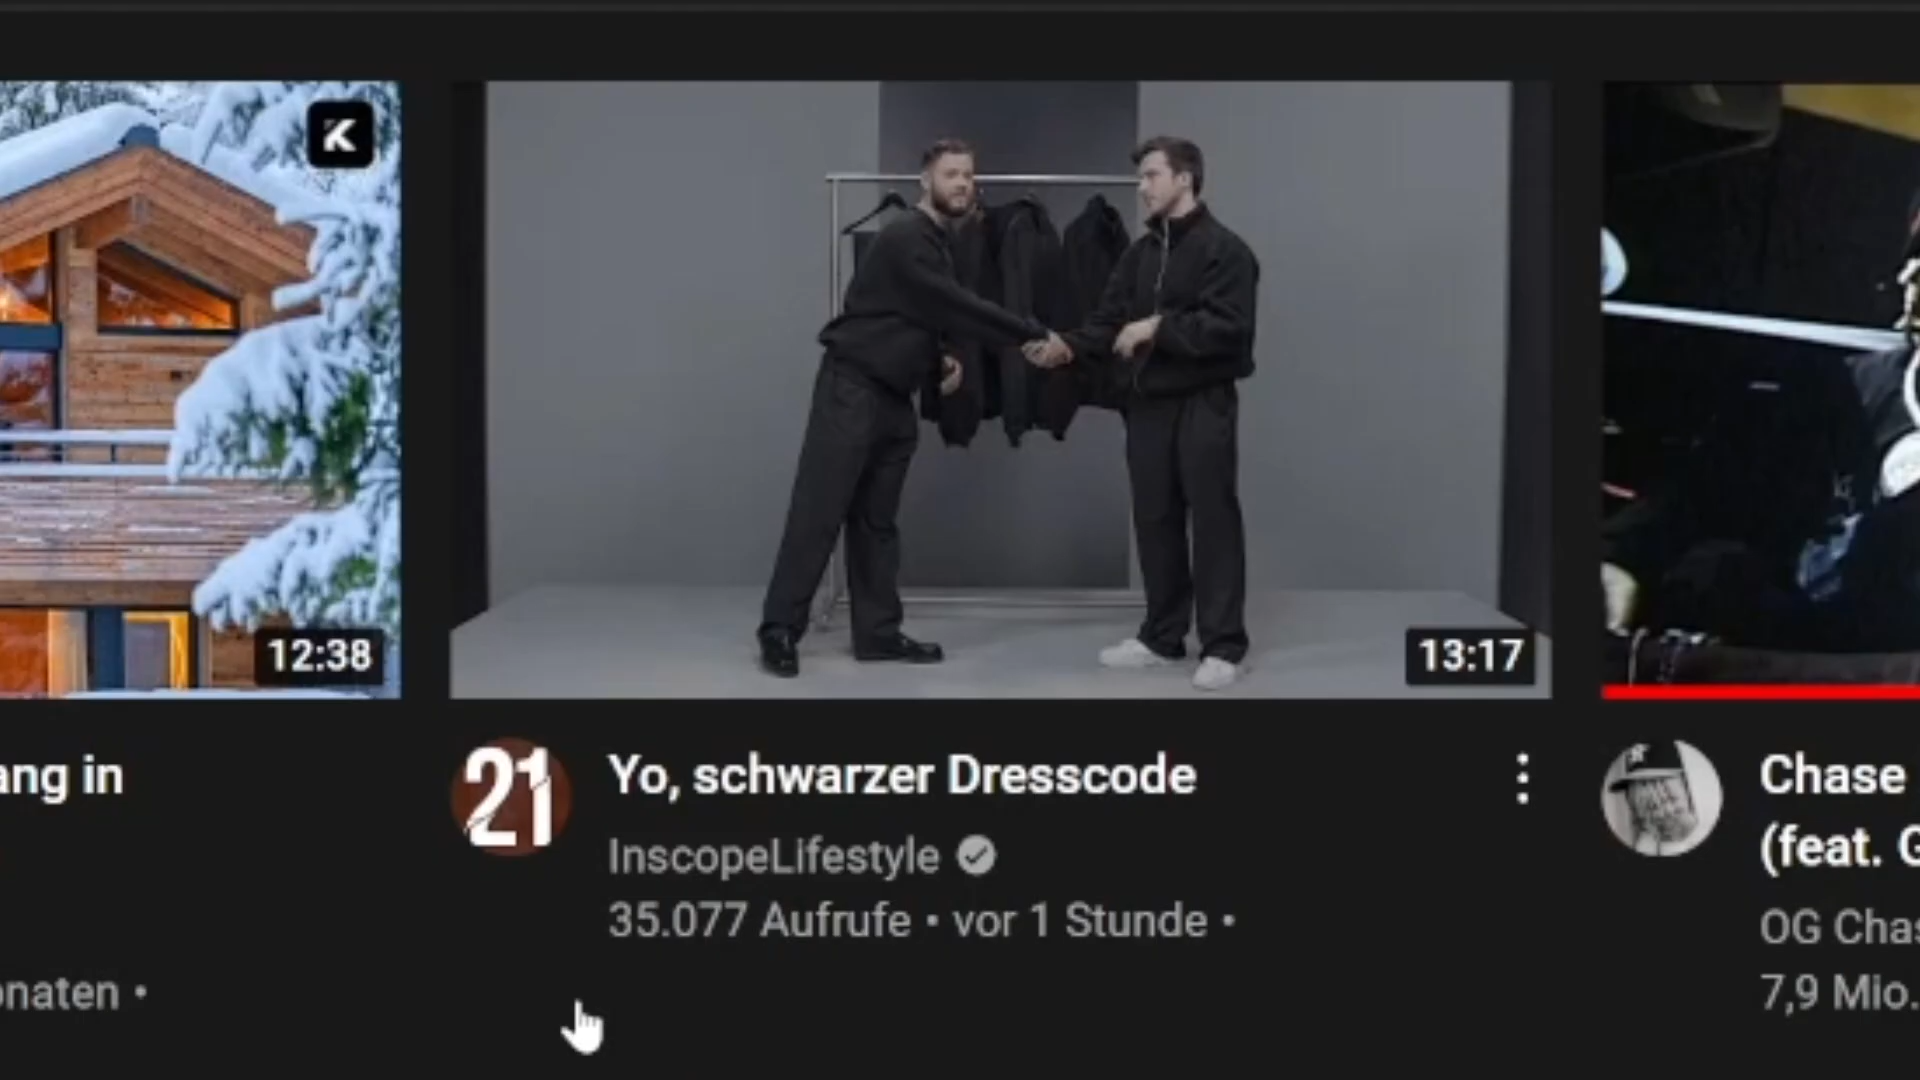 K
12:38
13:17
ang in
onaten •
21
Yo, schwarzer Dresscode
InscopeLifestyle
35.077 Aufrufe • vor 1 Stunde •
Chase
(feat. G
OG Chas
7,9 Mio.